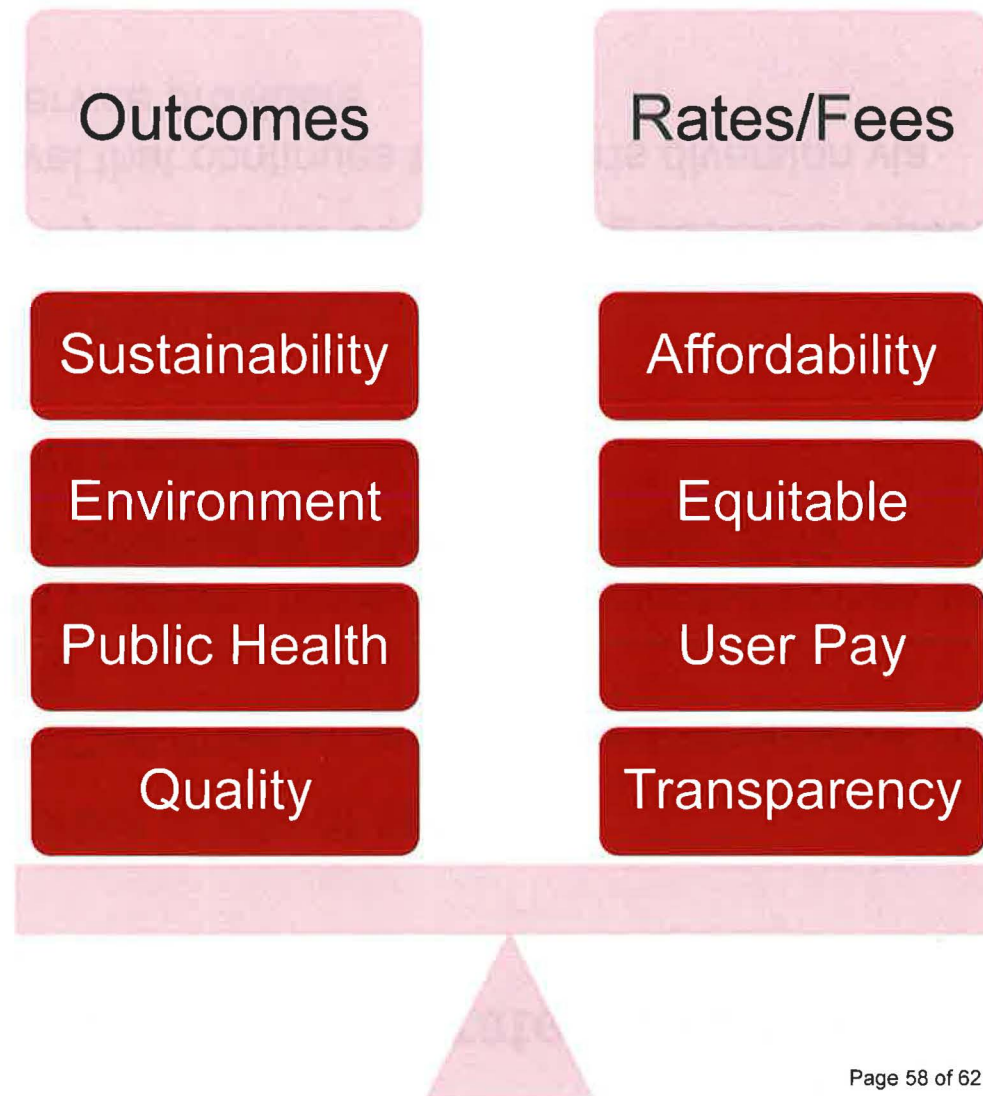 Outcomes
Rates/Fees
Sustainability
Affordability
Environment
Equitable
Public Health
User Pay
Quality
Transparency
Page 58 of 62